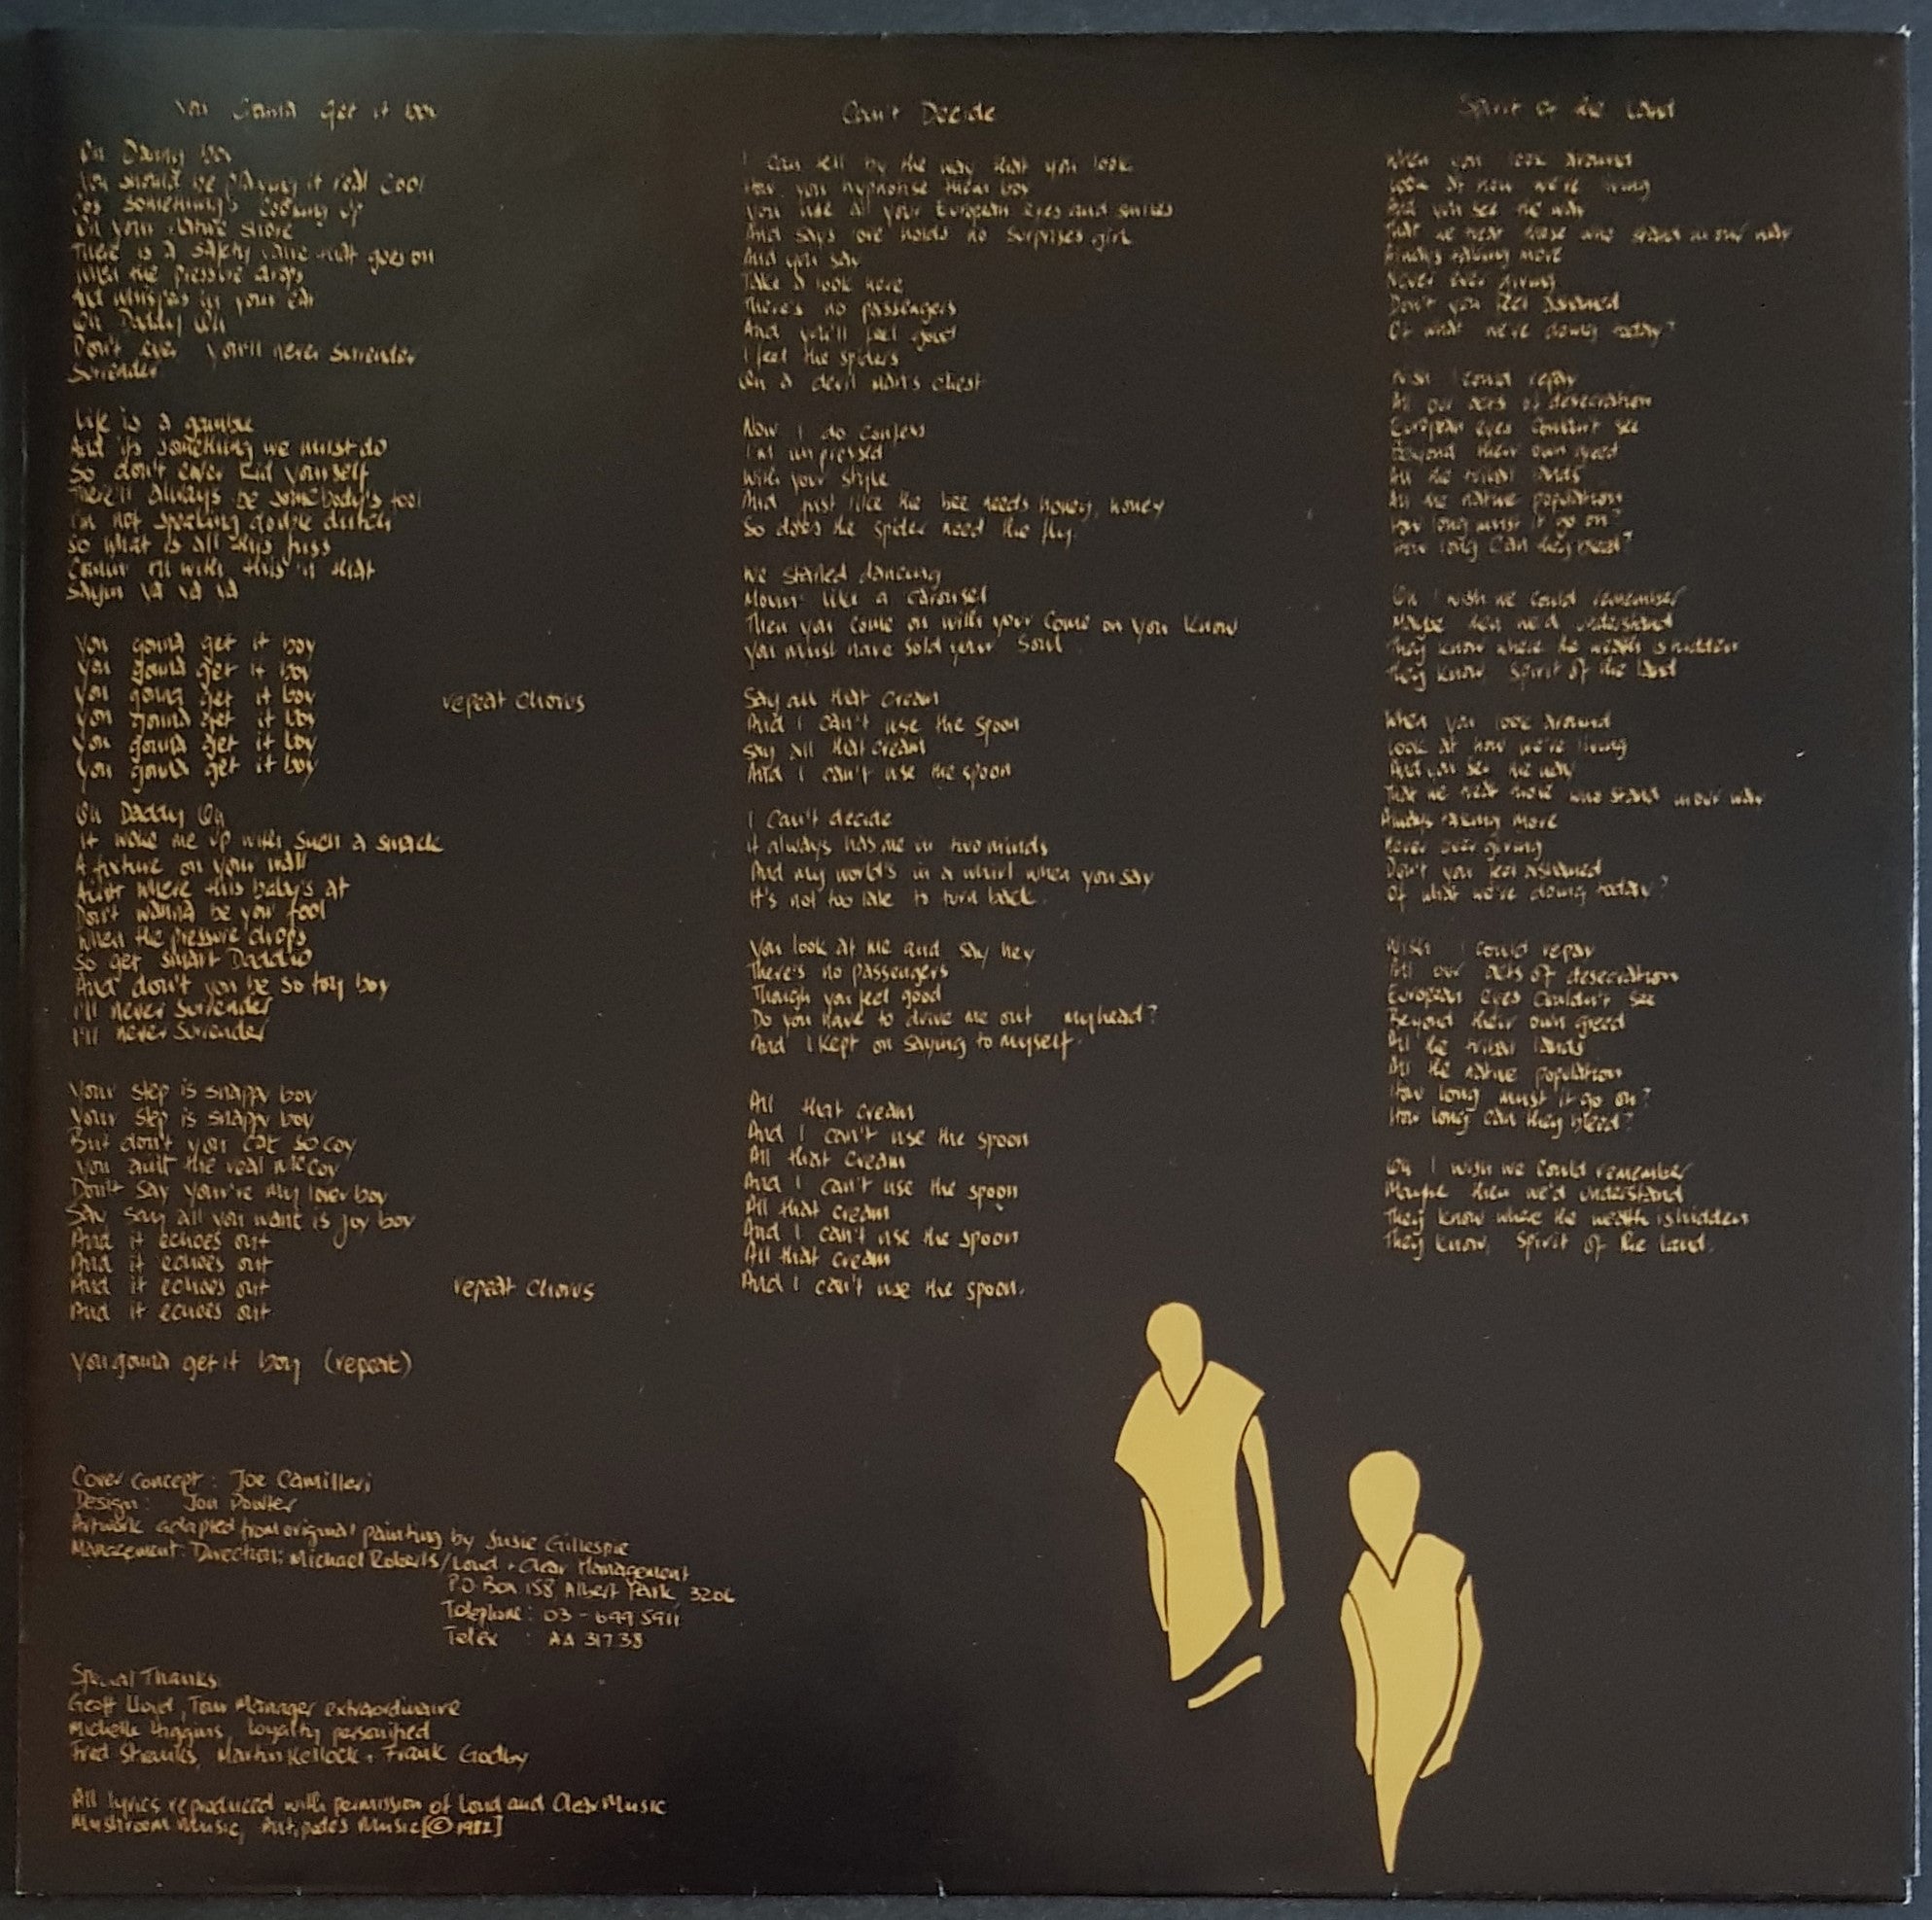 You Gonna get it boy
Oh Danny boy
You should be playing it real cool
Cos something's cooking up
On your native shore
There is a safety valve that goes on
When the pressure drops
And whispers in your ear
Oh Daddy Oh
Don't ever you'll never surrender
Surrender
Life is a gamble
And it's something we must do
So don't ever kid yourself
There'll always be somebody's fool
I'm not speaking double dutch
So what is all this fuss
Comin' on with this 'n that
Sayin' la la la
You gonna get it boy
You gonna get it boy
You gonna get it boy repeat chorus
You gonna get it boy
You gonna get it boy
You gonna get it boy
Oh Daddy Oh
It woke me up with such a smack
A fixture on your wall
Ain't where this baby's at
Don't wanna be your fool
When the pressure drops
So get smart Daddio
And don't you be so toy boy
I'll never surrender
I'll never surrender
Your step is snappy boy
Your step is snappy boy
But don't you cat so coy
You ain't the real McCoy
Don't say you're my lover boy
Say say all you want is joy boy
And it echoes out
And it echoes out
And it echoes out repeat chorus
And it echoes out
You gonna get it boy (repeat)
Cover Concept: Joe Camilleri
Design: Jon Powter
Artwork adapted from original painting by Susie Gillespie
Management: Direction: Michael Roberts / Loud + Clear Management
P.O Box 158 Albert Park, 3206
Telephone: 03-699 5911
Telex : AA 31738
Special Thanks:
Geoff Lloyd, Tour Manager extraordinaire
Michelle Higgins, loyalty personified
Fred Strauks, Martin Kellock + Frank Godby
All lyrics reproduced with permission of Loud and Clear Music
Mushroom Music, Antipodes Music [© 1982]
Can't Decide
I can tell by the way that you look
How you hypnotise them boy
You use all your European eyes and smiles
And says love holds no surprises girl
And you say
Take a look here
There's no passengers
And you'll feel good
I feel the spiders
On a devil man's chest
Now I do confess
I'm impressed
With your style
And just like the bee needs honey, honey
So does the spider need the fly.
We started dancing
Movin' like a carousel
Then you come on with your come on you know
You must have sold your soul
Say all that cream
And I can't use the spoon
Say all that cream
And I can't use the spoon
I can't decide
it always has me in two minds
And my world's in a whirl when you say
It's not too late to turn back.
You look at me and say hey
There's no passengers
Though you feel good
Do you have to drive me out my head?
And I kept on saying to myself.
All that cream
And I can't use the spoon
All that cream
And I can't use the spoon
All that cream
And I can't use the spoon
All that cream
And I can't use the spoon.
Spirit of the Land
When you look around
Look at how we're living
And you see the way
That we treat those who stand in our way
Always taking more
Never ever giving
Don't you feel ashamed
Of what we're doing today?
Wish I could repay
All our acts of desecration
European eyes couldn't see
Beyond their own greed
All the tribal lands
All the native population
How long must it go on?
How long can they bleed?
Oh I wish we could remember
Maybe then we'd understand
They know where the wealth is hidden
They know Spirit of the land
When you look around
Look at how we're living
And you see the way
That we treat those who stand in our way
Always taking more
Never ever giving
Don't you feel ashamed
Of what we're doing today?
Wish I could repay
All our acts of desecration
European eyes couldn't see
Beyond their own greed
All the tribal lands
All the native population
How long must it go on?
How long can they bleed?
Oh I wish we could remember
Maybe then we'd understand
They know where the wealth is hidden
They know, Spirit of the land.